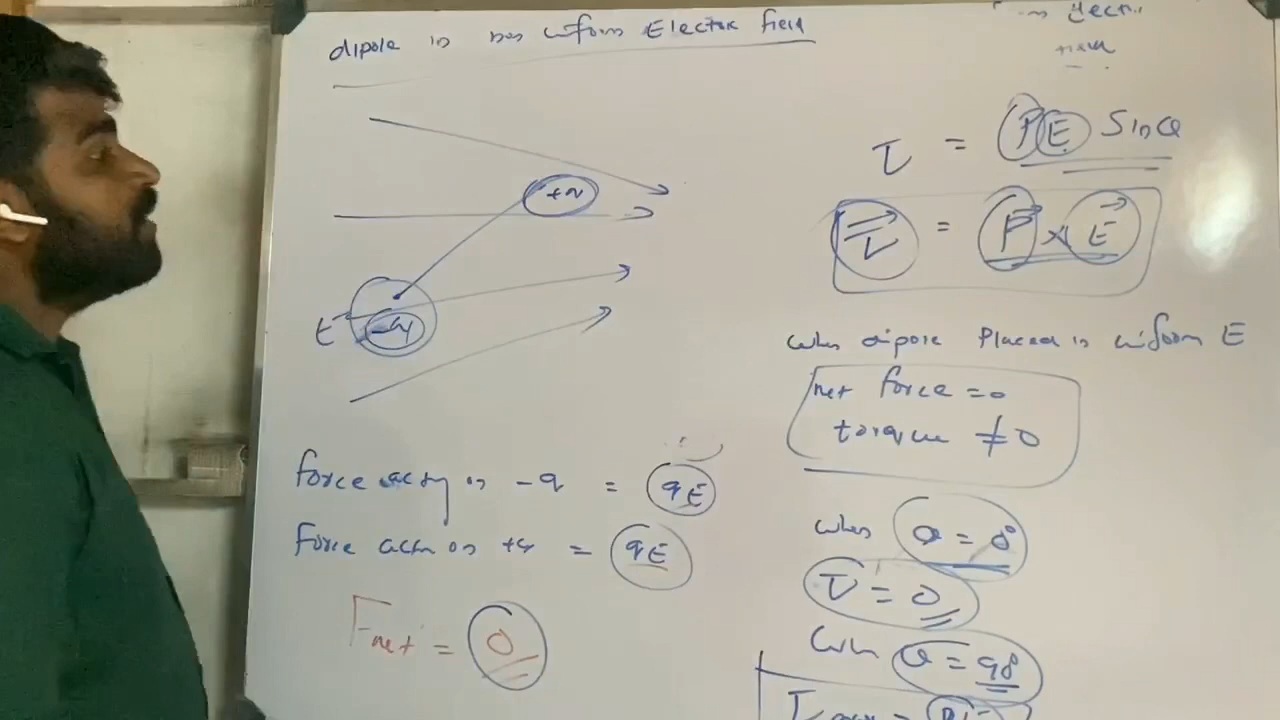 dipole in non uniform Electric field
+q
E
-q
force acting on -q = qE
Force acting on +q = qE
Fnet = 0
τ = PE Sinθ
τ = P × E
when dipole Placed in uniform E
net force = 0
torque ≠ 0
when θ = 0°
τ = 0
When θ = 90